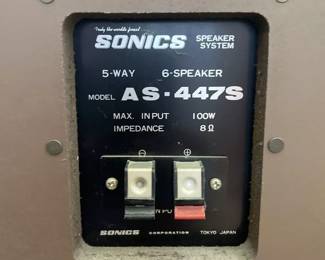 Truly the worlds finest
SONICS SPEAKER SYSTEM
5-WAY 6-SPEAKER
MODEL AS-447S
MAX. INPUT 100W
IMPEDANCE 8Ω
⊖ ⊕
SONICS CORPORATION TOKYO JAPAN